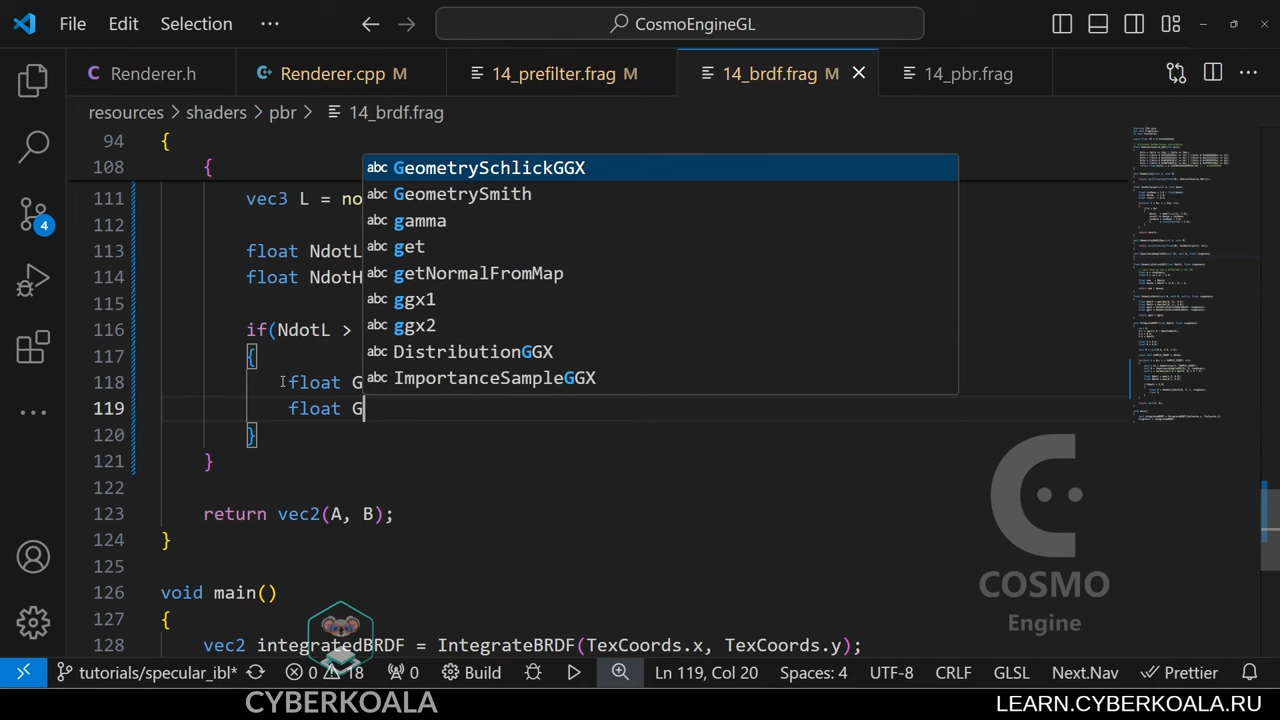 File Edit Selection ··· CosmoEngineGL
Renderer.h Renderer.cpp M 14_prefilter.frag M 14_brdf.frag M 14_pbr.frag
resources > shaders > pbr > 14_brdf.frag
94 {
108 {
abc GeometrySchlickGGX
111 vec3 L = no
abc GeometrySmith
112
abc gamma
113 float NdotL
abc get
114 float NdotH
abc getNormalFromMap
115
abc ggx1
116 if(NdotL >
abc ggx2
117 {
abc DistributionGGX
118 float G
abc ImportanceSampleGGX
119 float G
120 }
121 }
122
123 return vec2(A, B);
124 }
125
126 void main()
127 {
128 vec2 integratedBRDF = IntegrateBRDF(TexCoords.x, TexCoords.y);
COSMO
Engine
4
tutorials/specular_ibl* 0 18 0 Build Ln 119, Col 20 Spaces: 4 UTF-8 CRLF GLSL Next.Nav Prettier
CYBERKOALA
LEARN.CYBERKOALA.RU